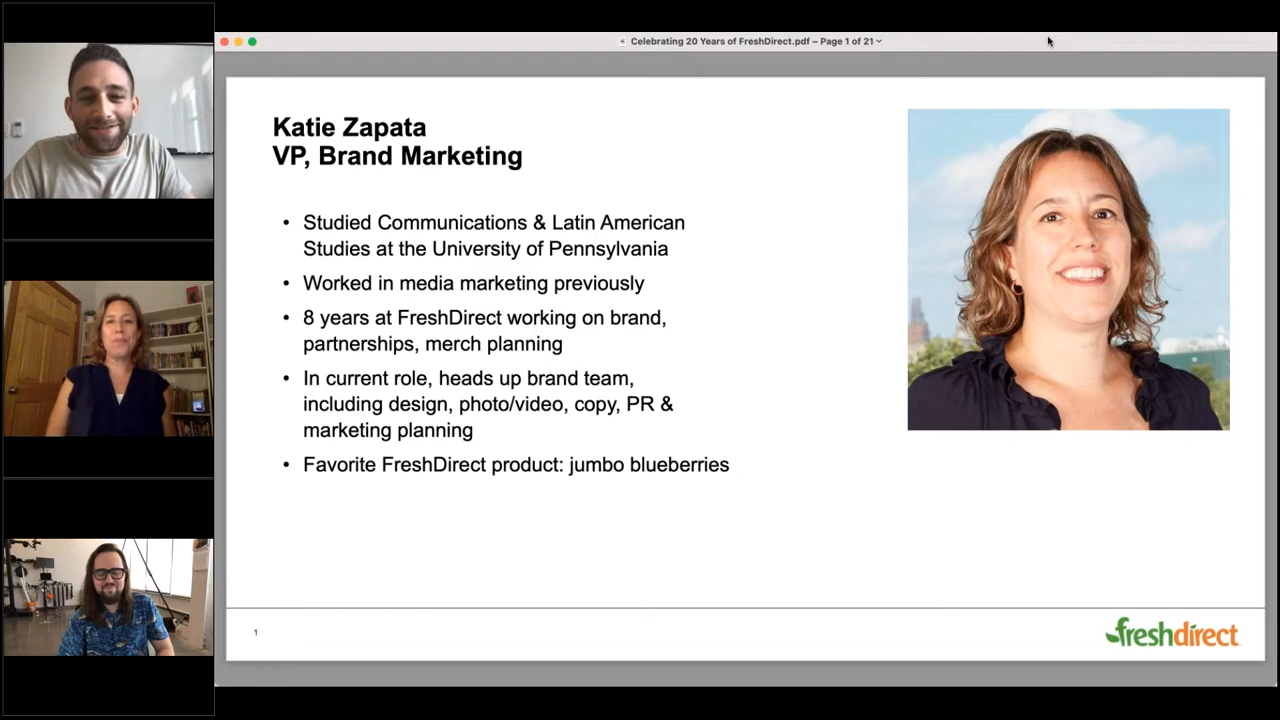 Celebrating 20 Years of FreshDirect.pdf – Page 1 of 21
Katie Zapata
VP, Brand Marketing
• Studied Communications & Latin American
Studies at the University of Pennsylvania
• Worked in media marketing previously
• 8 years at FreshDirect working on brand,
partnerships, merch planning
• In current role, heads up brand team,
including design, photo/video, copy, PR &
marketing planning
• Favorite FreshDirect product: jumbo blueberries
1
freshdirect